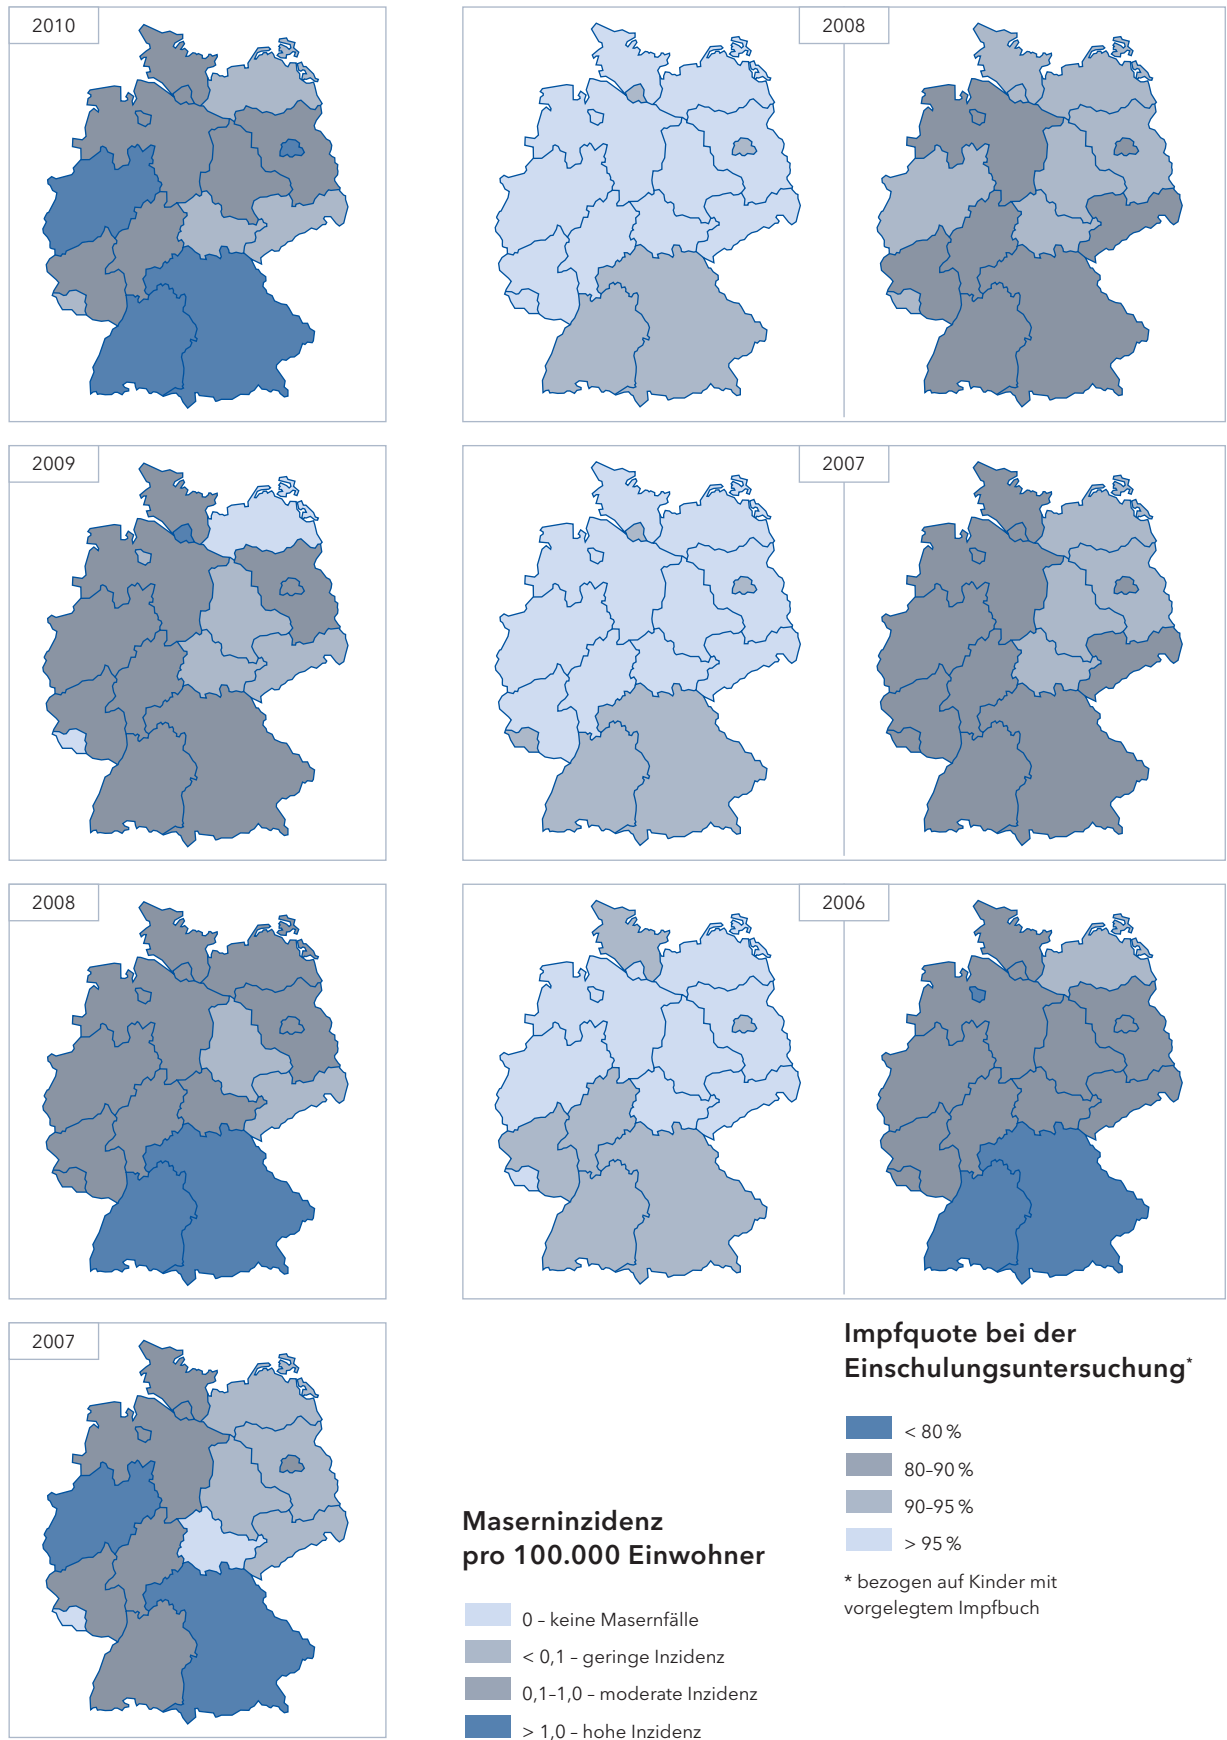 2010
2008
2009
2007
2008
2006
2007
Impfquote bei der
Einschulungsuntersuchung*
< 80 %
80–90 %
90–95 %
> 95 %
* bezogen auf Kinder mit
vorgelegtem Impfbuch
Maserninzidenz
pro 100.000 Einwohner
0 – keine Masernfälle
< 0,1 – geringe Inzidenz
0,1–1,0 – moderate Inzidenz
> 1,0 – hohe Inzidenz